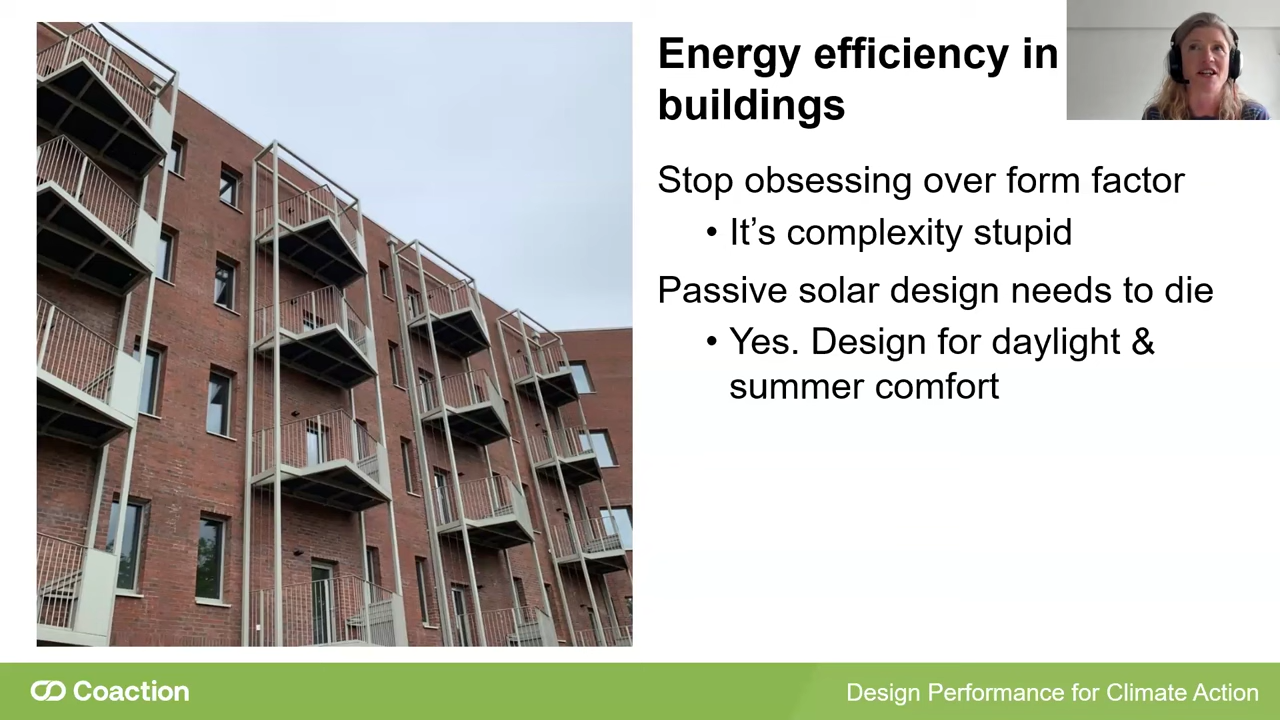 Energy efficiency in
buildings
Stop obsessing over form factor
• It’s complexity stupid
Passive solar design needs to die
• Yes. Design for daylight &
summer comfort
Coaction
Design Performance for Climate Action